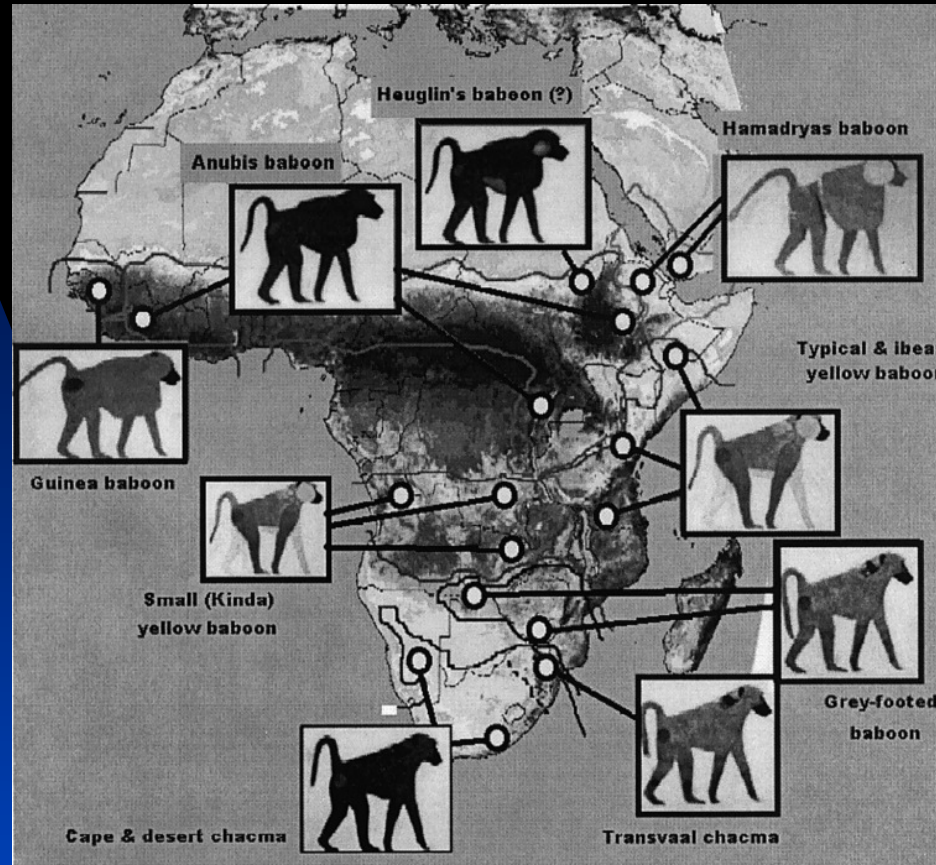 Heuglin's baboon (?)
Hamadryas baboon
Anubis baboon
Typical & ibea
yellow baboon
Guinea baboon
Small (Kinda)
yellow baboon
Grey-footed
baboon
Cape & desert chacma
Transvaal chacma